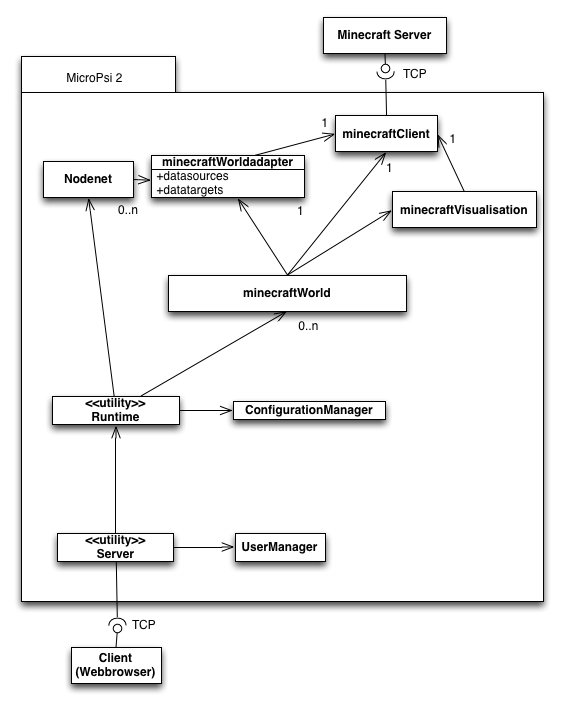 Minecraft Server
TCP
MicroPsi 2
1
minecraftClient
1
minecraftWorldadapter
+datasources
+datatargets
Nodenet
0..n
1
1
minecraftVisualisation
minecraftWorld
0..n
<<utility>>
Runtime
ConfigurationManager
<<utility>>
Server
UserManager
TCP
Client
(Webbrowser)